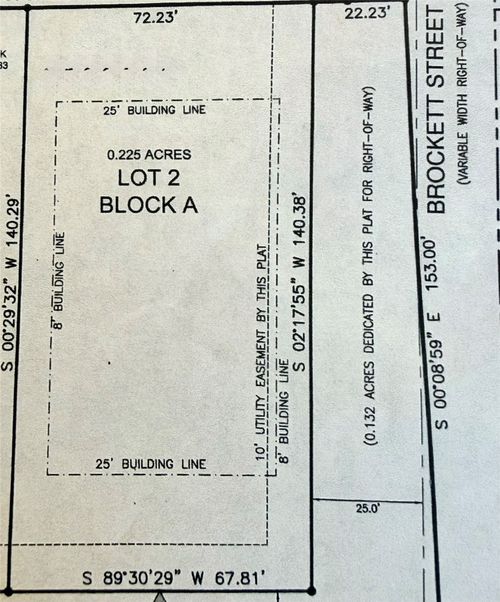 72.23'
22.23'
K
33
25' BUILDING LINE
0.225 ACRES
LOT 2
BLOCK A
S 00°29'32" W 140.29'
8' BUILDING LINE
10' UTILITY EASEMENT BY THIS PLAT
8' BUILDING LINE
S 02°17'55" W 140.38'
(0.132 ACRES DEDICATED BY THIS PLAT FOR RIGHT-OF-WAY)
S 00°08'59" E 153.00'
BROCKETT STREET
(VARIABLE WIDTH RIGHT-OF-WAY)
25' BUILDING LINE
25.0'
S 89°30'29" W 67.81'